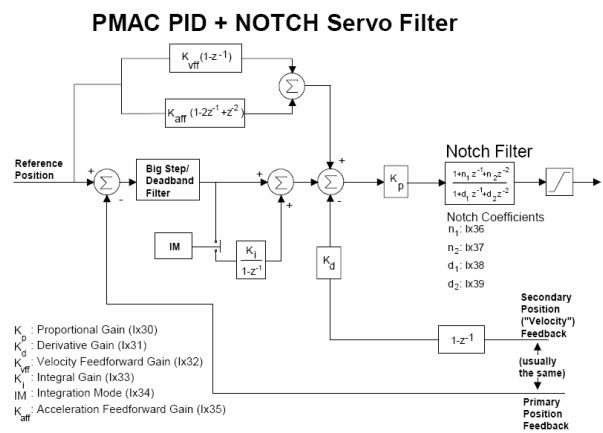 PMAC PID + NOTCH Servo Filter
Kvff (1-z-1)
Σ
Kaff (1-2z-1+z-2)
Reference
Position
+
Σ
-
Big Step/
Deadband
Filter
+
Σ
+
+
+
Σ
-
Kp
Notch Filter
1+n1 z-1+n2z-2
1+d1 z-1+d2z-2
Notch Coefficients
n1: Ix36
n2: Ix37
d1: Ix38
d2: Ix39
IM
Ki
1-z-1
Kd
Secondary
Position
("Velocity")
Feedback
1-z-1
(usually
the same)
Primary
Position
Feedback
Kp : Proportional Gain (Ix30)
Kd : Derivative Gain (Ix31)
Kvff : Velocity Feedforward Gain (Ix32)
Ki : Integral Gain (Ix33)
IM : Integration Mode (Ix34)
Kaff : Acceleration Feedforward Gain (Ix35)